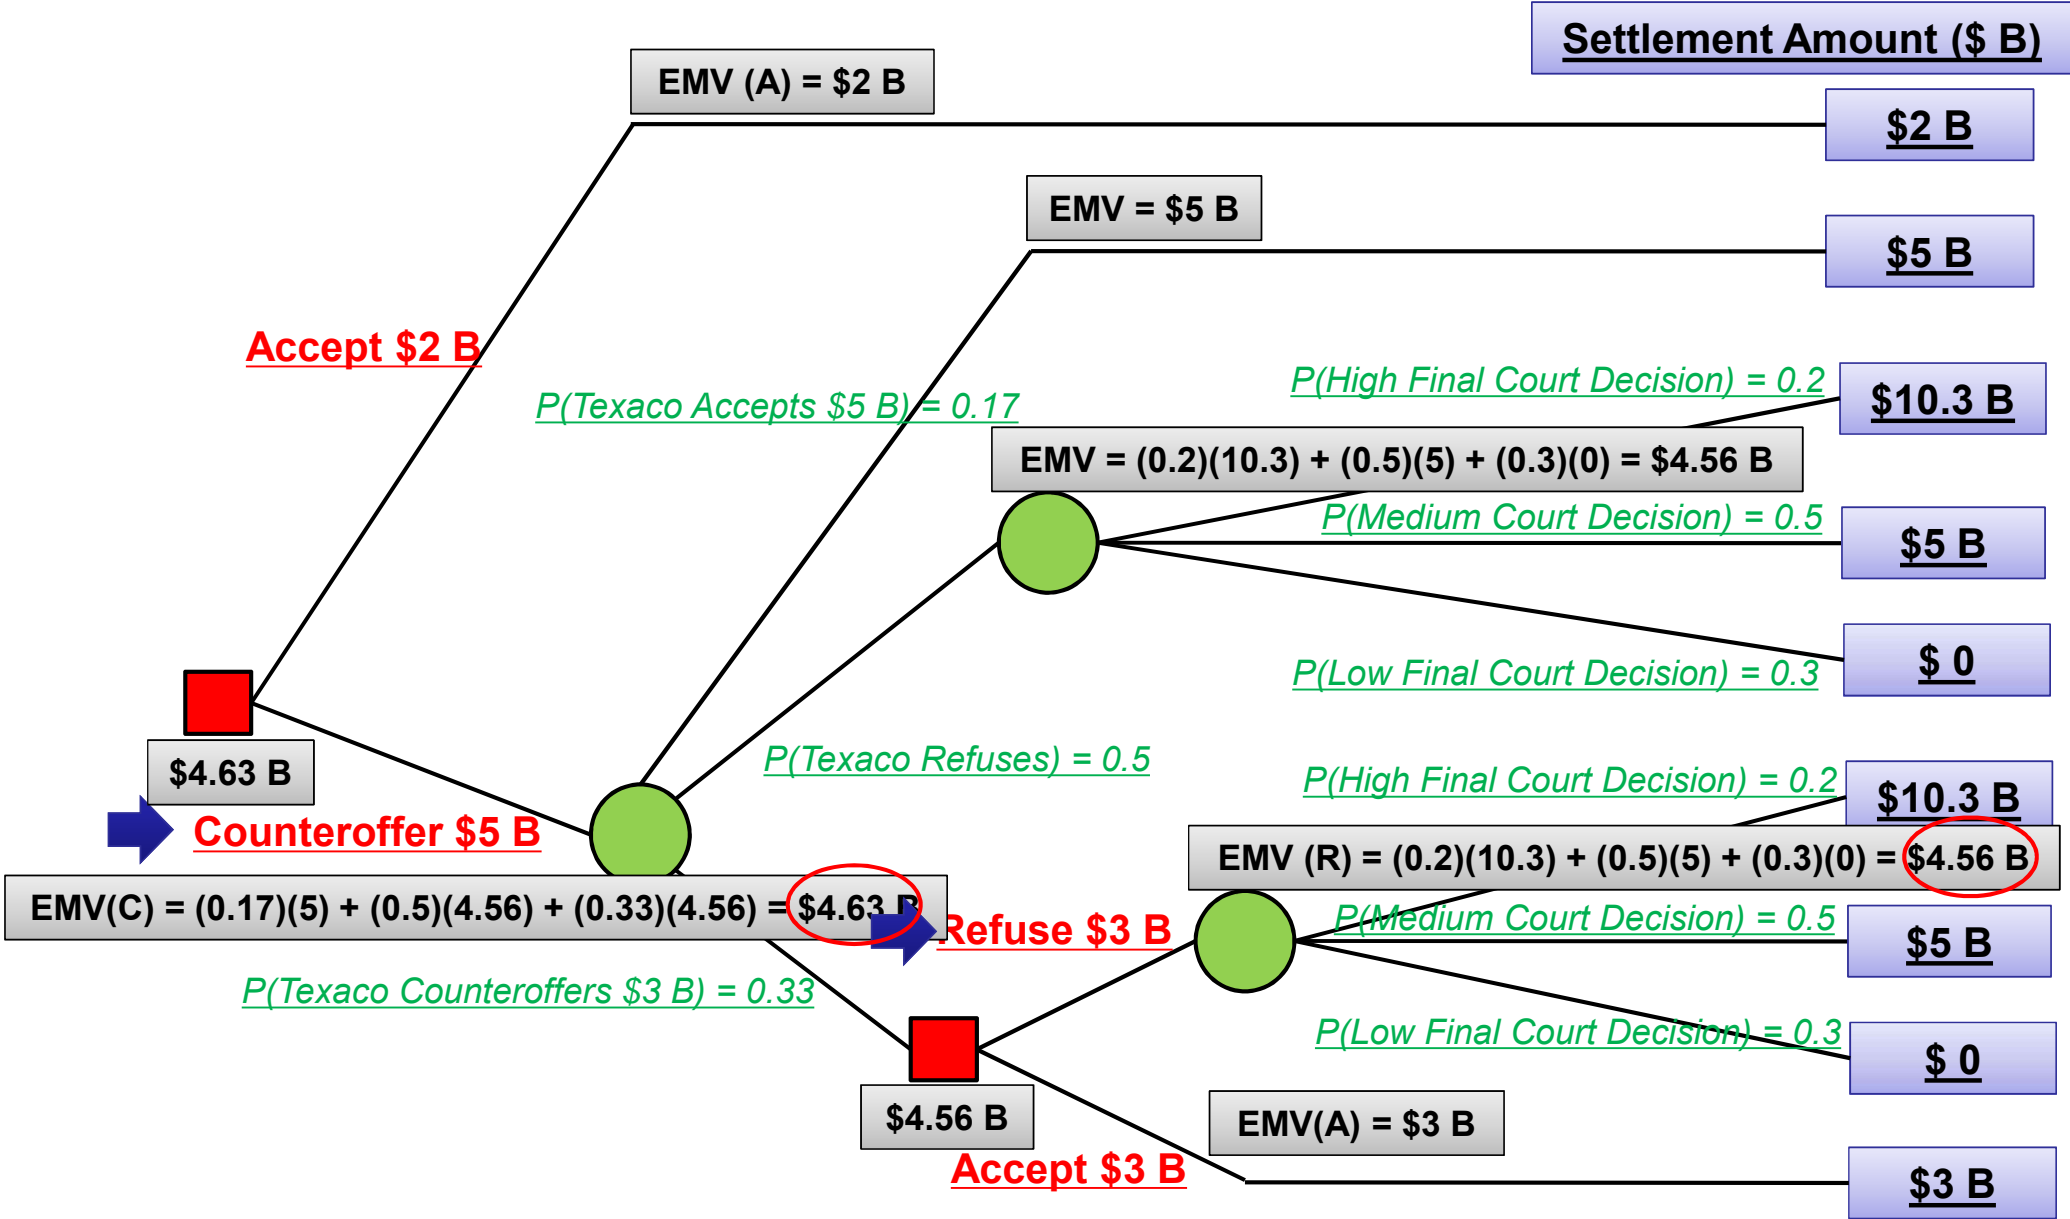 Settlement Amount ($ B)
EMV (A) = $2 B
$2 B
EMV = $5 B
$5 B
Accept $2 B
P(Texaco Accepts $5 B) = 0.17
P(High Final Court Decision) = 0.2
$10.3 B
EMV = (0.2)(10.3) + (0.5)(5) + (0.3)(0) = $4.56 B
P(Medium Court Decision) = 0.5
$5 B
P(Low Final Court Decision) = 0.3
$ 0
$4.63 B
P(Texaco Refuses) = 0.5
P(High Final Court Decision) = 0.2
$10.3 B
Counteroffer $5 B
EMV (R) = (0.2)(10.3) + (0.5)(5) + (0.3)(0) = $4.56 B
EMV(C) = (0.17)(5) + (0.5)(4.56) + (0.33)(4.56) = $4.63 B
Refuse $3 B
P(Medium Court Decision) = 0.5
$5 B
P(Texaco Counteroffers $3 B) = 0.33
P(Low Final Court Decision) = 0.3
$ 0
$4.56 B
EMV(A) = $3 B
Accept $3 B
$3 B